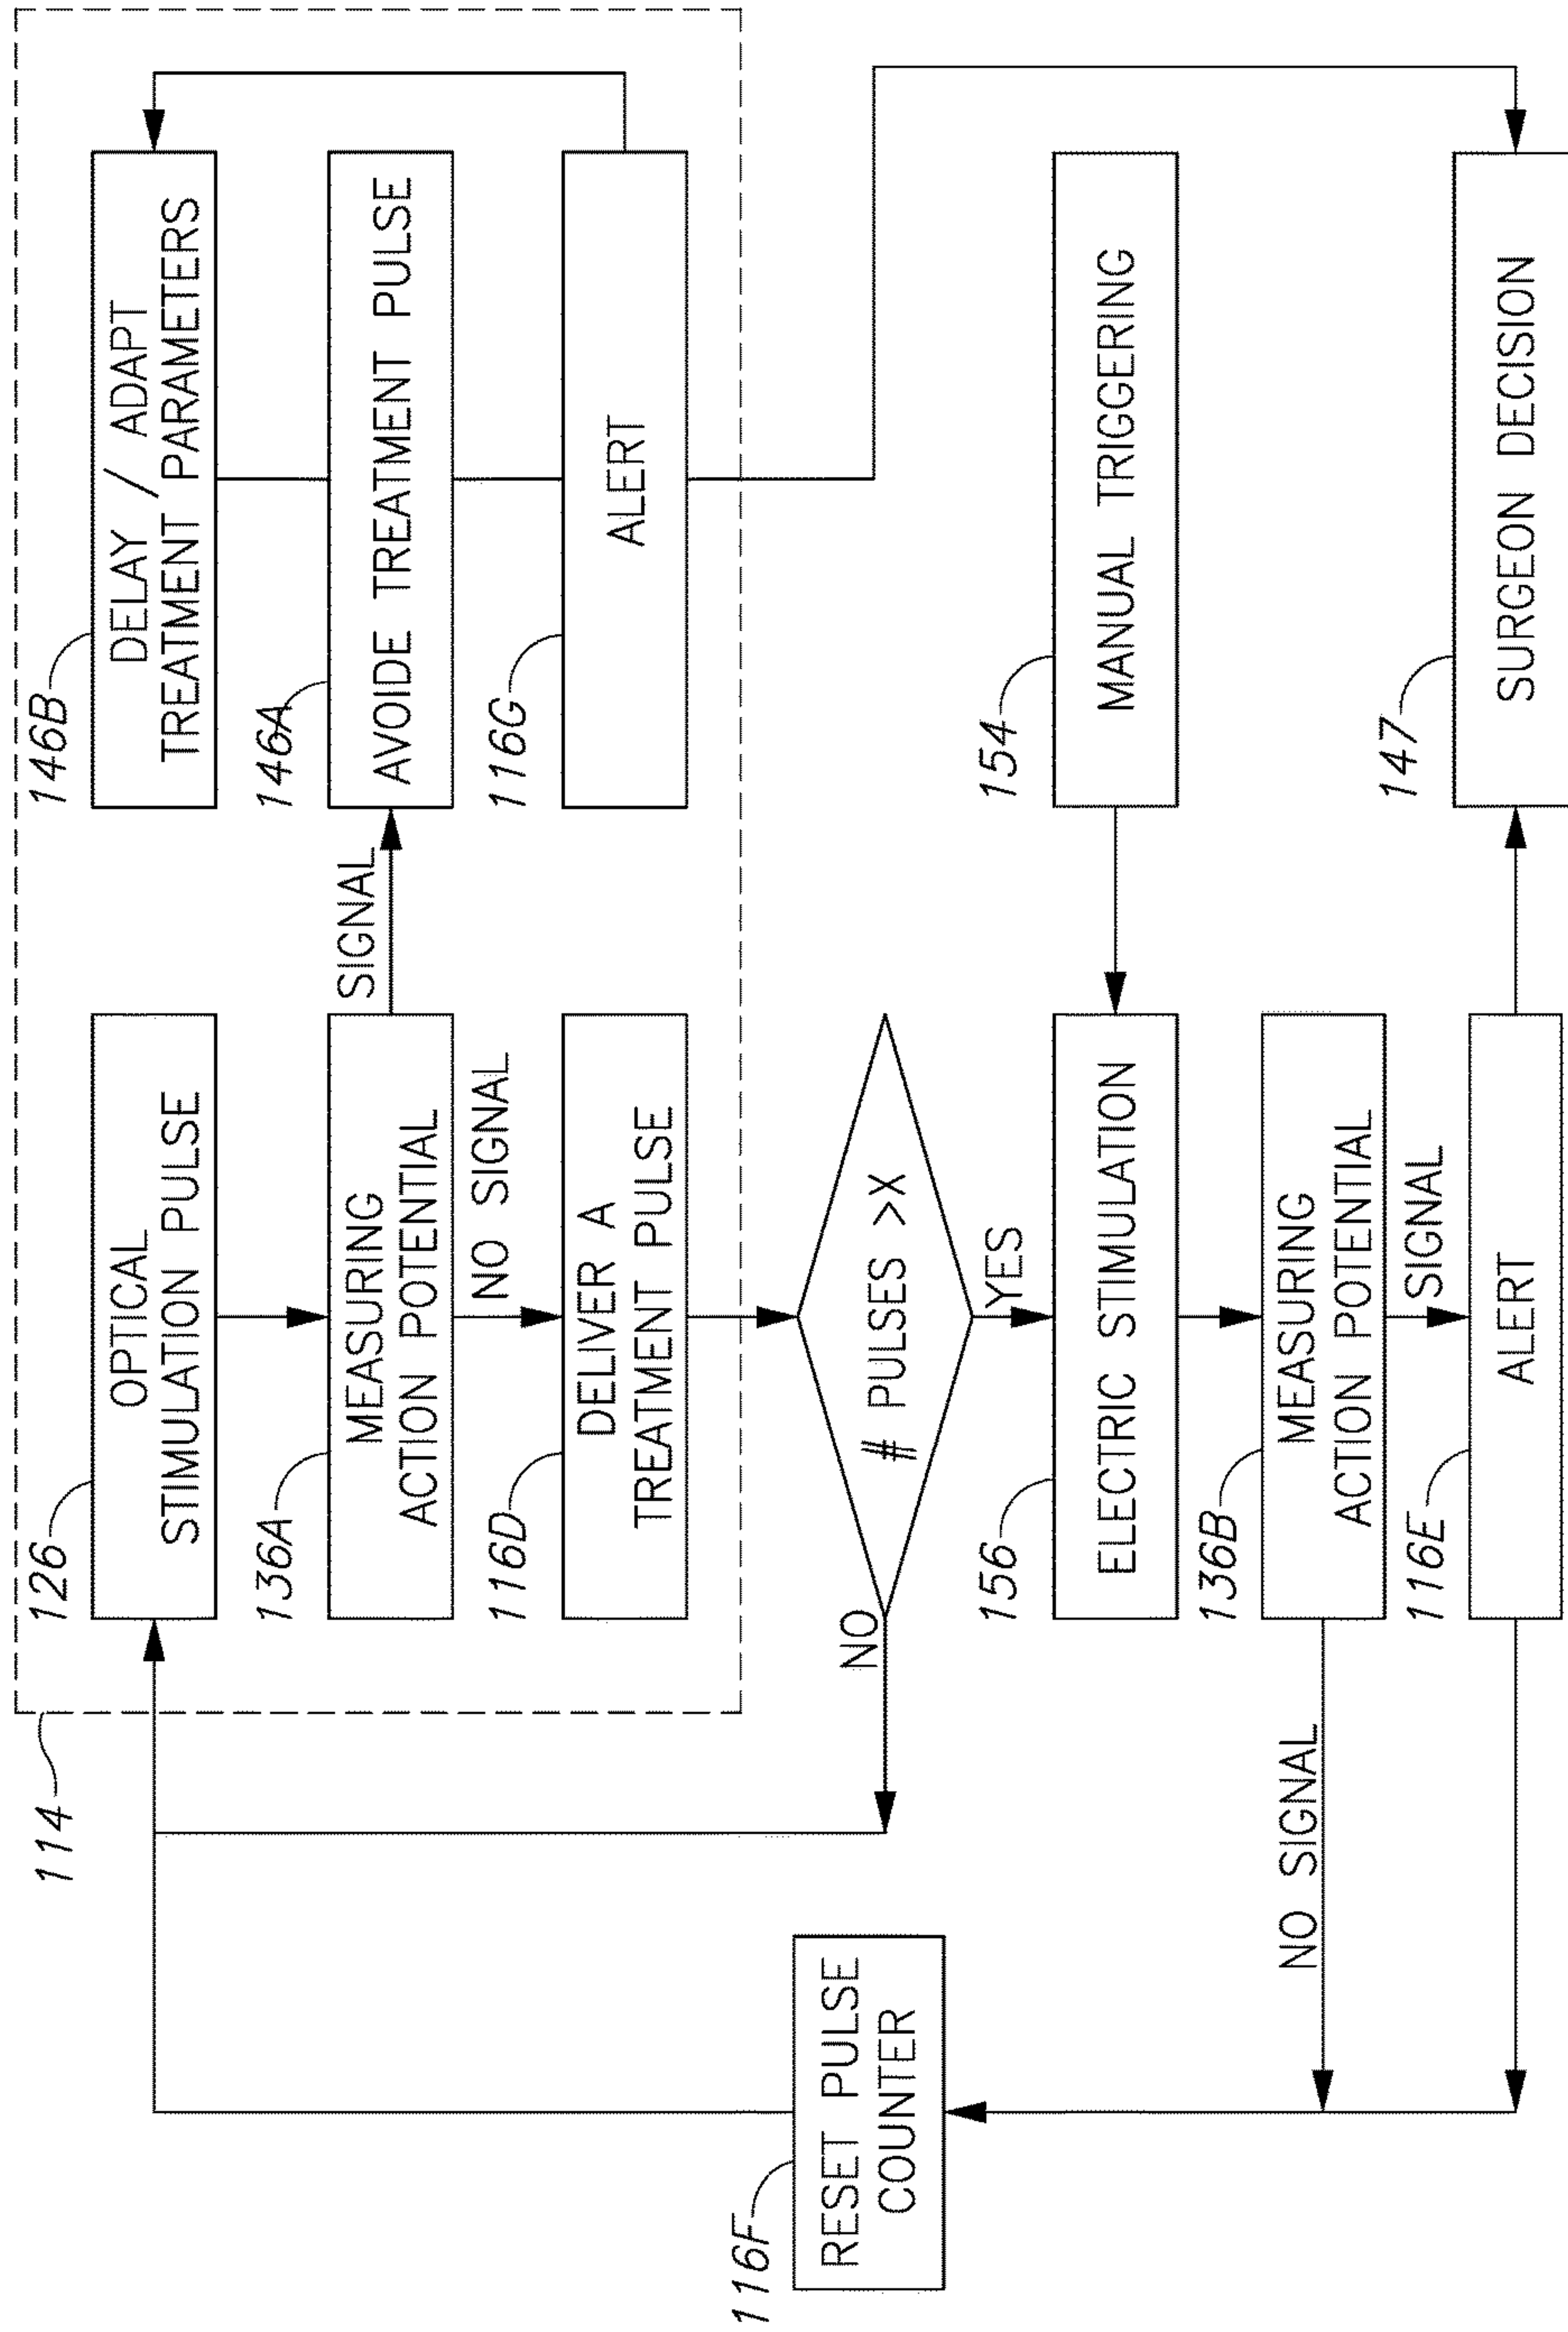 114
126
OPTICAL
STIMULATION PULSE
146B
DELAY / ADAPT
TREATMENT PARAMETERS
136A
MEASURING
ACTION POTENTIAL
SIGNAL
146A
AVOIDE TREATMENT PULSE
NO SIGNAL
116D
DELIVER A
TREATMENT PULSE
116G
ALERT
# PULSES >X
NO
YES
116F
RESET PULSE
COUNTER
156
ELECTRIC STIMULATION
154
MANUAL TRIGGERING
136B
MEASURING
ACTION POTENTIAL
NO SIGNAL
SIGNAL
116E
ALERT
147
SURGEON DECISION